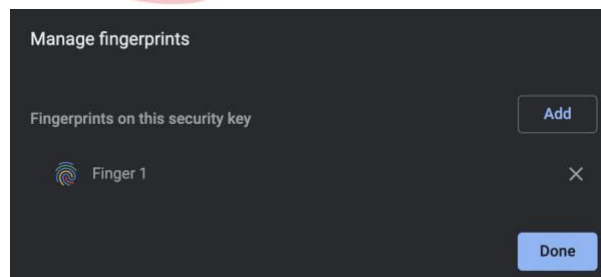 Manage fingerprints
Fingerprints on this security key
Add
Finger 1
Done